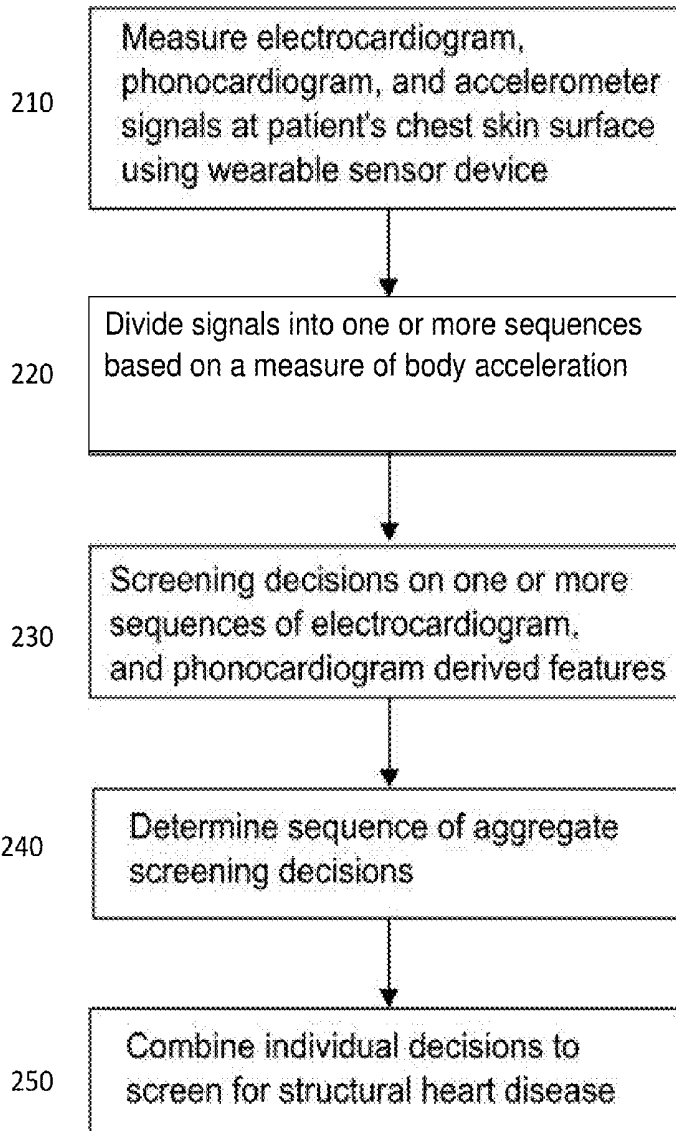 210
Measure electrocardiogram,
phonocardiogram, and accelerometer
signals at patient's chest skin surface
using wearable sensor device
220
Divide signals into one or more sequences
based on a measure of body acceleration
230
Screening decisions on one or more
sequences of electrocardiogram,
and phonocardiogram derived features
240
Determine sequence of aggregate
screening decisions
250
Combine individual decisions to
screen for structural heart disease